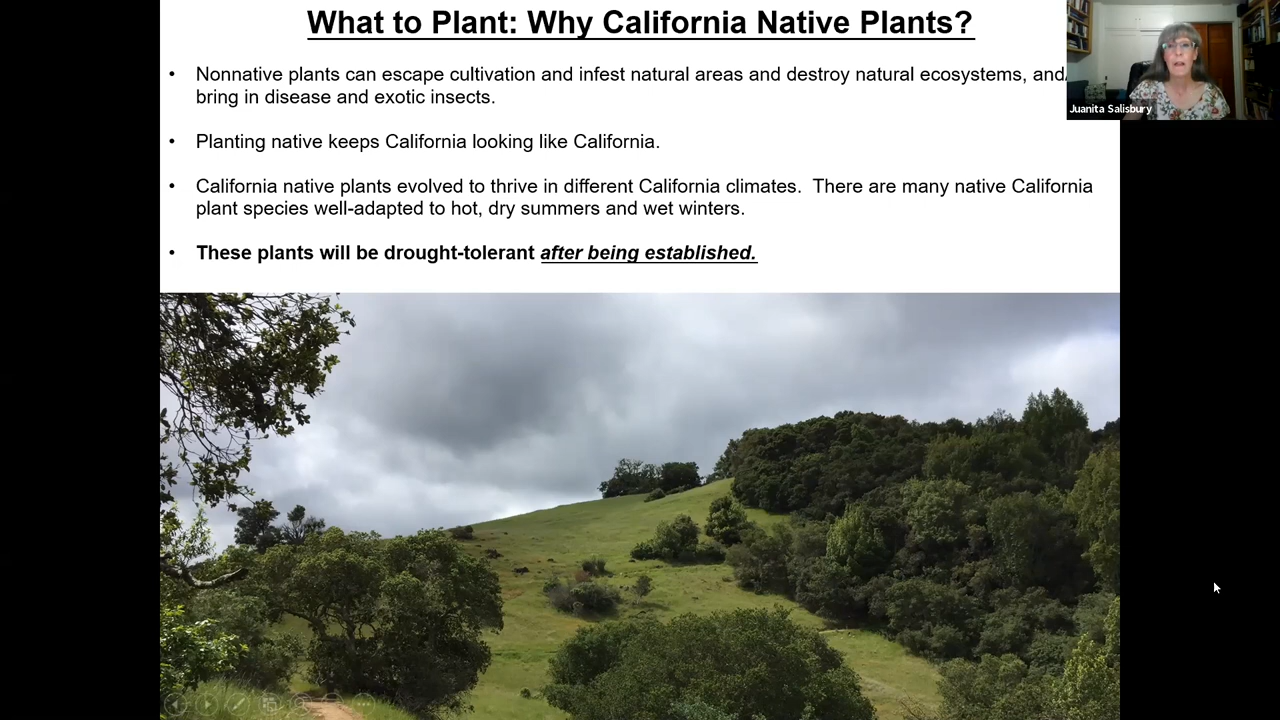 What to Plant: Why California Native Plants?
• Nonnative plants can escape cultivation and infest natural areas and destroy natural ecosystems, and/
bring in disease and exotic insects.
• Planting native keeps California looking like California.
• California native plants evolved to thrive in different California climates. There are many native California
plant species well-adapted to hot, dry summers and wet winters.
• These plants will be drought-tolerant after being established.
Juanita Salisbury